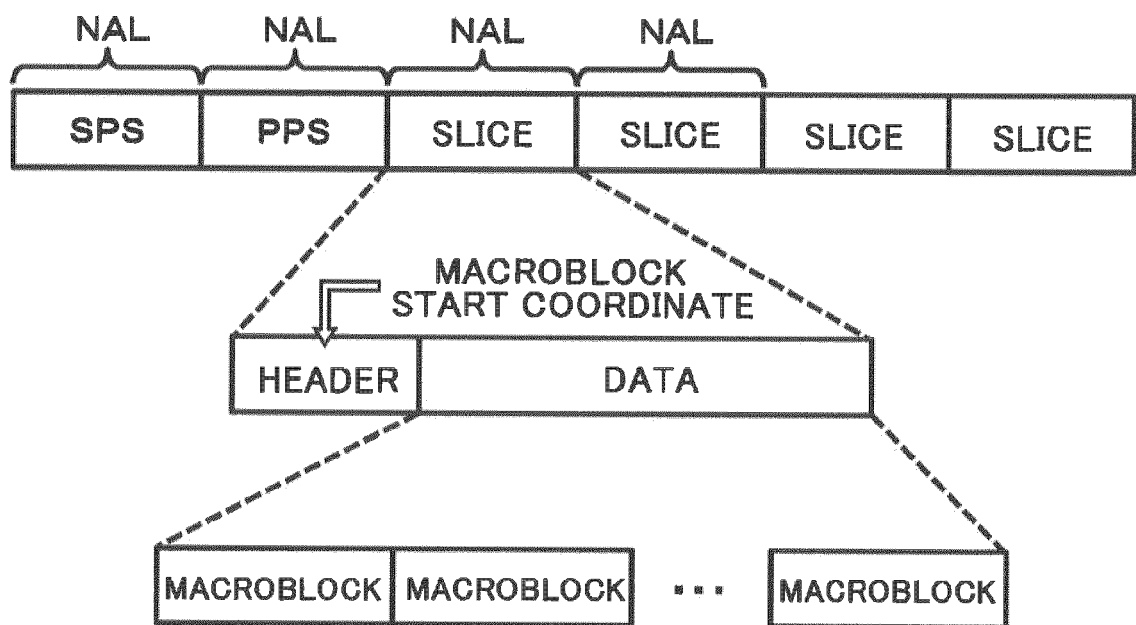 NAL NAL NAL NAL
SPS PPS SLICE SLICE SLICE SLICE
MACROBLOCK
START COORDINATE
HEADER DATA
MACROBLOCK MACROBLOCK ... MACROBLOCK